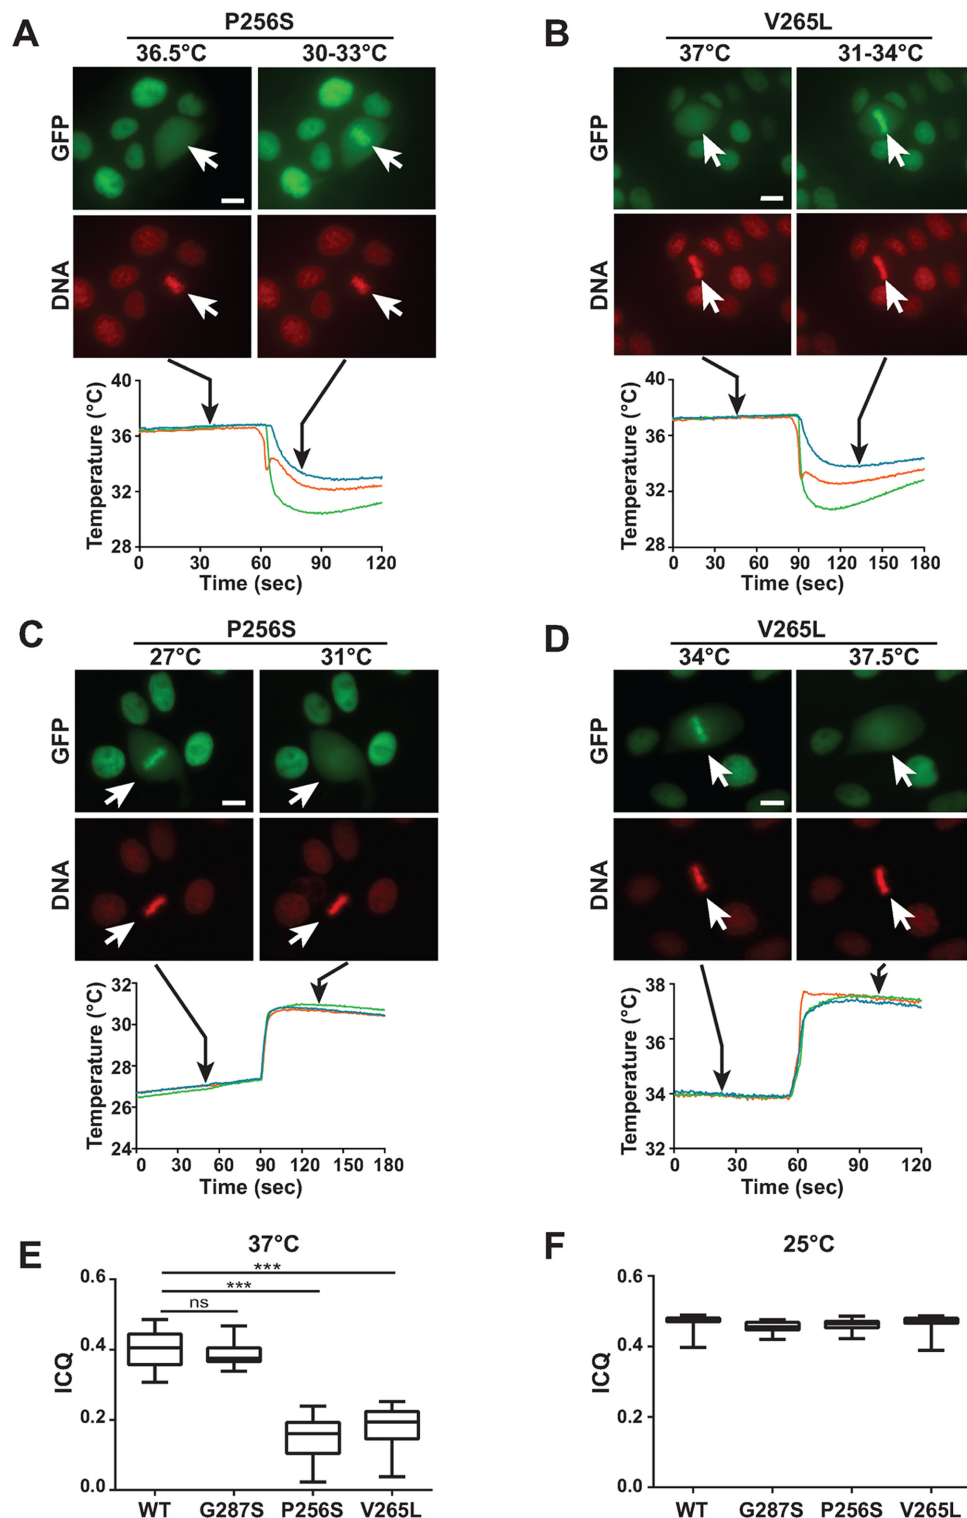 A
P256S
36.5°C
30-33°C
GFP
DNA
Temperature (°C)
40
36
32
28
0
30
60
90
120
Time (sec)
B
V265L
37°C
31-34°C
GFP
DNA
Temperature (°C)
40
36
32
28
0
30
60
90
120
150
180
Time (sec)
C
P256S
27°C
31°C
GFP
DNA
Temperature (°C)
32
30
28
26
24
0
30
60
90
120
150
180
Time (sec)
D
V265L
34°C
37.5°C
GFP
DNA
Temperature (°C)
38
36
34
32
0
30
60
90
120
Time (sec)
E
37°C
***
***
ns
ICQ
0.6
0.4
0.2
0.0
WT
G287S
P256S
V265L
F
25°C
ICQ
0.6
0.4
0.2
0.0
WT
G287S
P256S
V265L